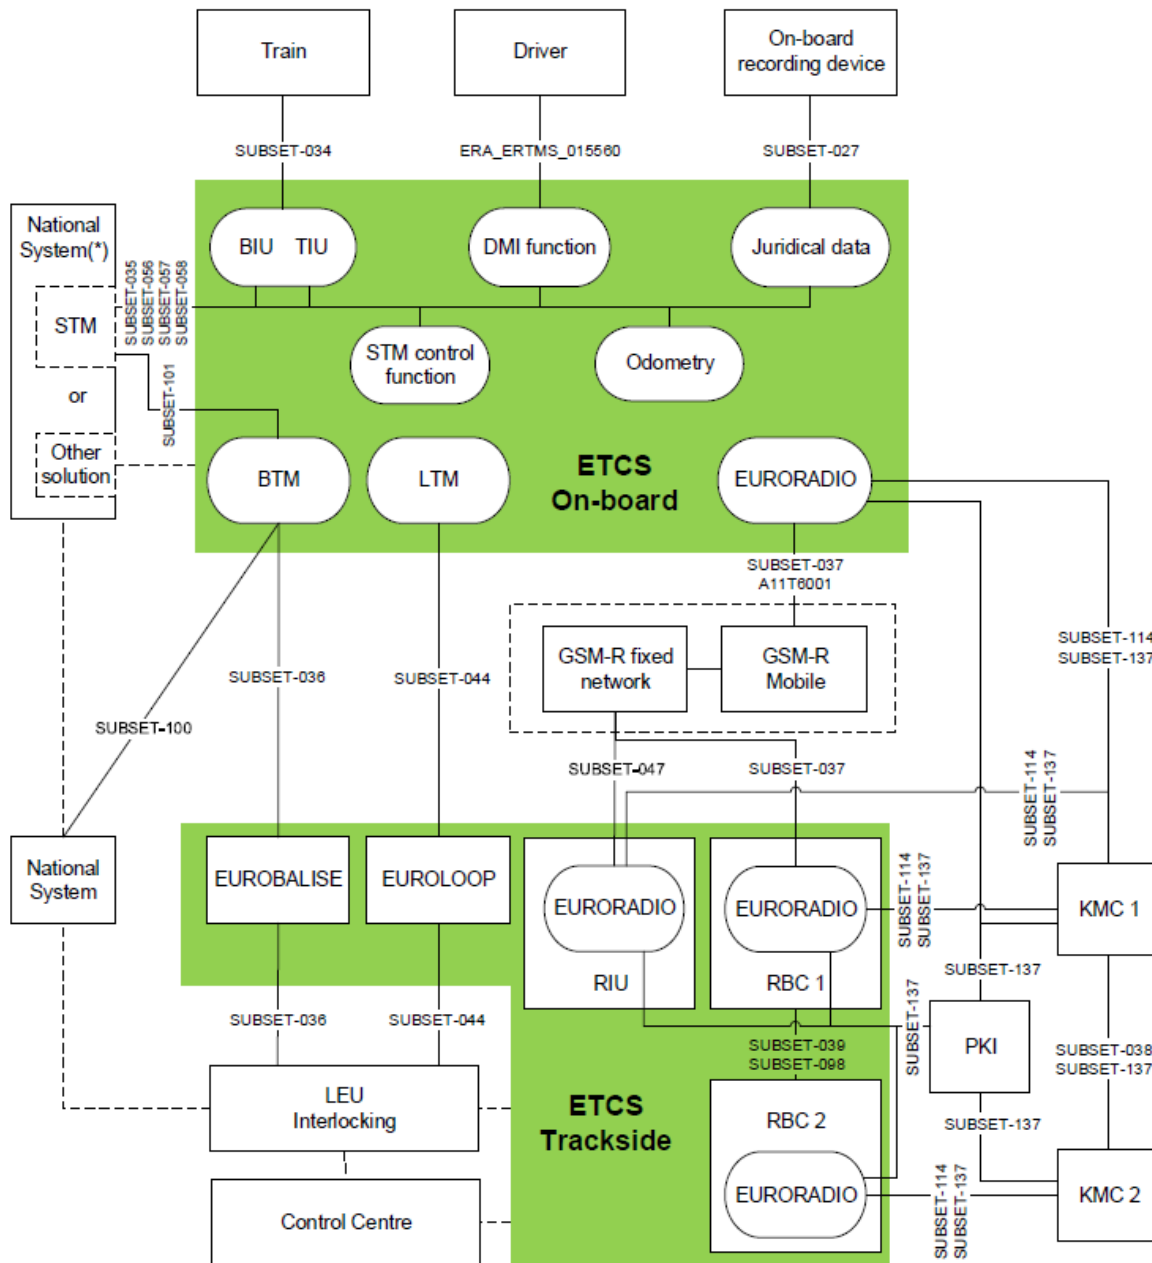 Train
Driver
On-board
recording device
SUBSET-034
ERA_ERTMS_015560
SUBSET-027
National
System(*)
SUBSET-035
SUBSET-056
SUBSET-057
SUBSET-058
BIU TIU
DMI function
Juridical data
STM
STM control
function
Odometry
or
SUBSET-101
Other
solution
BTM
LTM
ETCS
On-board
EURORADIO
SUBSET-037
A11T6001
GSM-R fixed
network
GSM-R
Mobile
SUBSET-114
SUBSET-137
SUBSET-036
SUBSET-044
SUBSET-100
SUBSET-047
SUBSET-037
SUBSET-114
SUBSET-137
National
System
EUROBALISE
EUROLOOP
EURORADIO
RIU
EURORADIO
RBC 1
SUBSET-114
SUBSET-137
KMC 1
SUBSET-137
SUBSET-036
SUBSET-044
SUBSET-039
SUBSET-098
SUBSET-137
PKI
SUBSET-038
SUBSET-137
LEU
Interlocking
ETCS
Trackside
RBC 2
EURORADIO
SUBSET-137
SUBSET-114
SUBSET-137
KMC 2
Control Centre